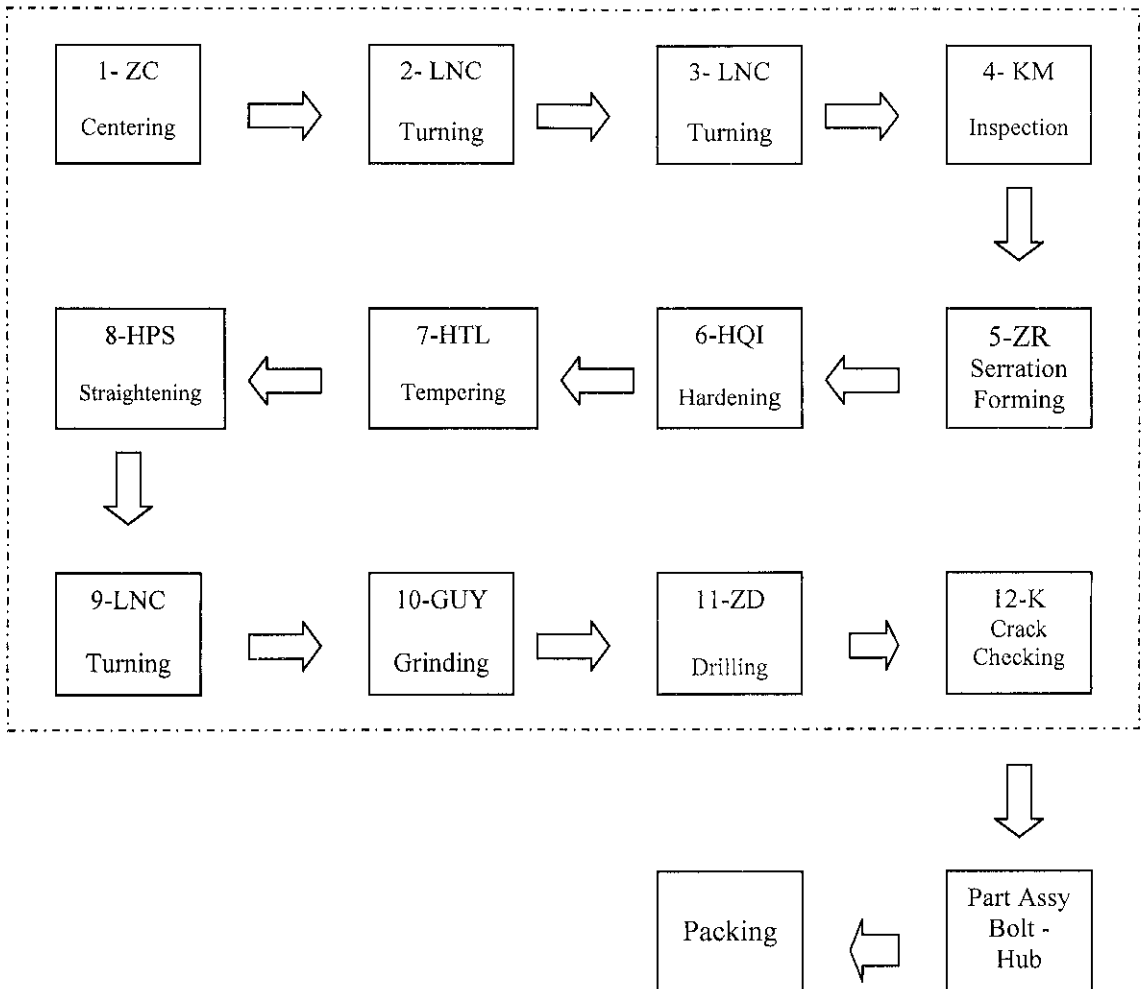 1- ZC
Centering
2- LNC
Turning
3- LNC
Turning
4- KM
Inspection
5-ZR
Serration
Forming
6-HQI
Hardening
7-HTL
Tempering
8-HPS
Straightening
9-LNC
Turning
10-GUY
Grinding
11-ZD
Drilling
12-K
Crack
Checking
Part Assy
Bolt -
Hub
Packing